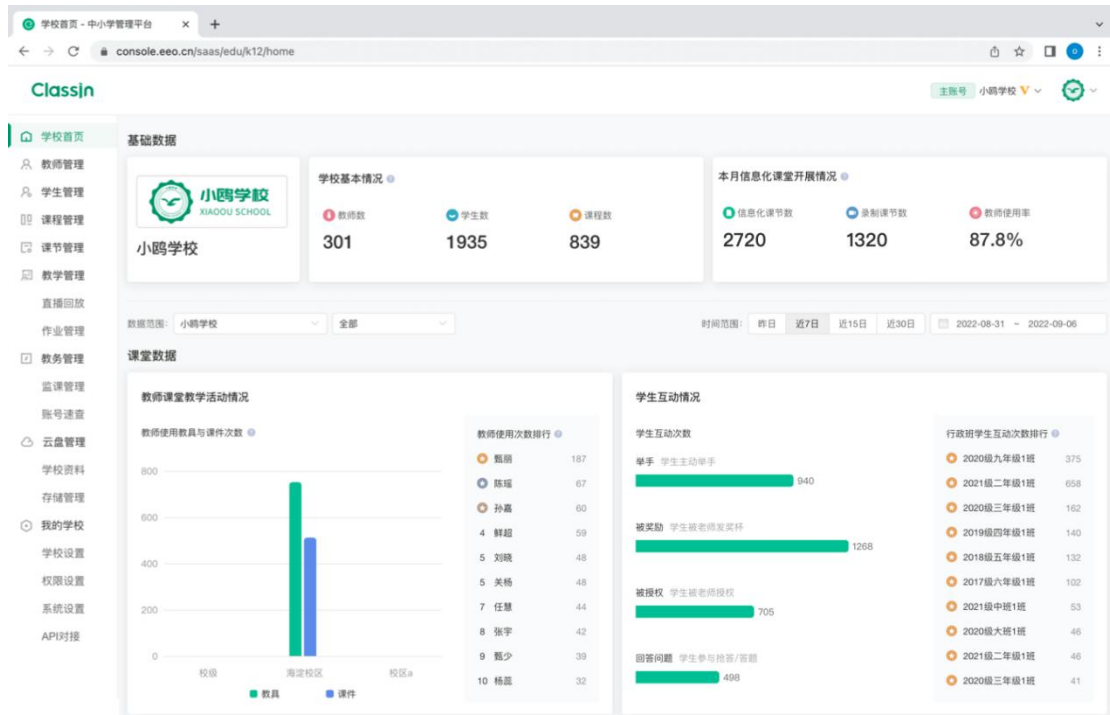 学校首页 - 中小学管理平台
console.eeo.cn/saas/edu/k12/home
ClassIn
主账号 小鸥学校 V
学校首页
教师管理
学生管理
课程管理
课节管理
教学管理
直播回放
作业管理
教务管理
监课管理
账号速查
云盘管理
学校资料
存储管理
我的学校
学校设置
权限设置
系统设置
API对接
基础数据
小鸥学校
XIAOOU SCHOOL
小鸥学校
学校基本情况
教师数 学生数 课程数
301 1935 839
本月信息化课堂开展情况
信息化课节数 录制课节数 教师使用率
2720 1320 87.8%
数据范围: 小鸥学校 全部
时间范围: 昨日 近7日 近15日 近30日 2022-08-31 ~ 2022-09-06
课堂数据
教师课堂教学活动情况
教师使用教具与课件次数
800
600
400
200
0
校级 海淀校区 校区a
教具 课件
教师使用次数排行
甄丽 187
陈瑶 67
孙嘉 60
4 鲜超 59
5 刘晓 48
5 关杨 48
7 任慧 44
8 张宇 42
9 甄少 39
10 杨蕊 32
学生互动情况
学生互动次数
举手 学生主动举手
940
被奖励 学生被老师发奖杯
1268
被授权 学生被老师授权
705
回答问题 学生参与抢答/答题
498
行政班学生互动次数排行
2020级九年级1班 375
2021级二年级1班 658
2020级三年级1班 162
2019级四年级1班 140
2018级五年级1班 132
2017级六年级1班 102
2021级中班1班 53
2020级大班1班 46
2021级二年级1班 46
2020级三年级1班 41